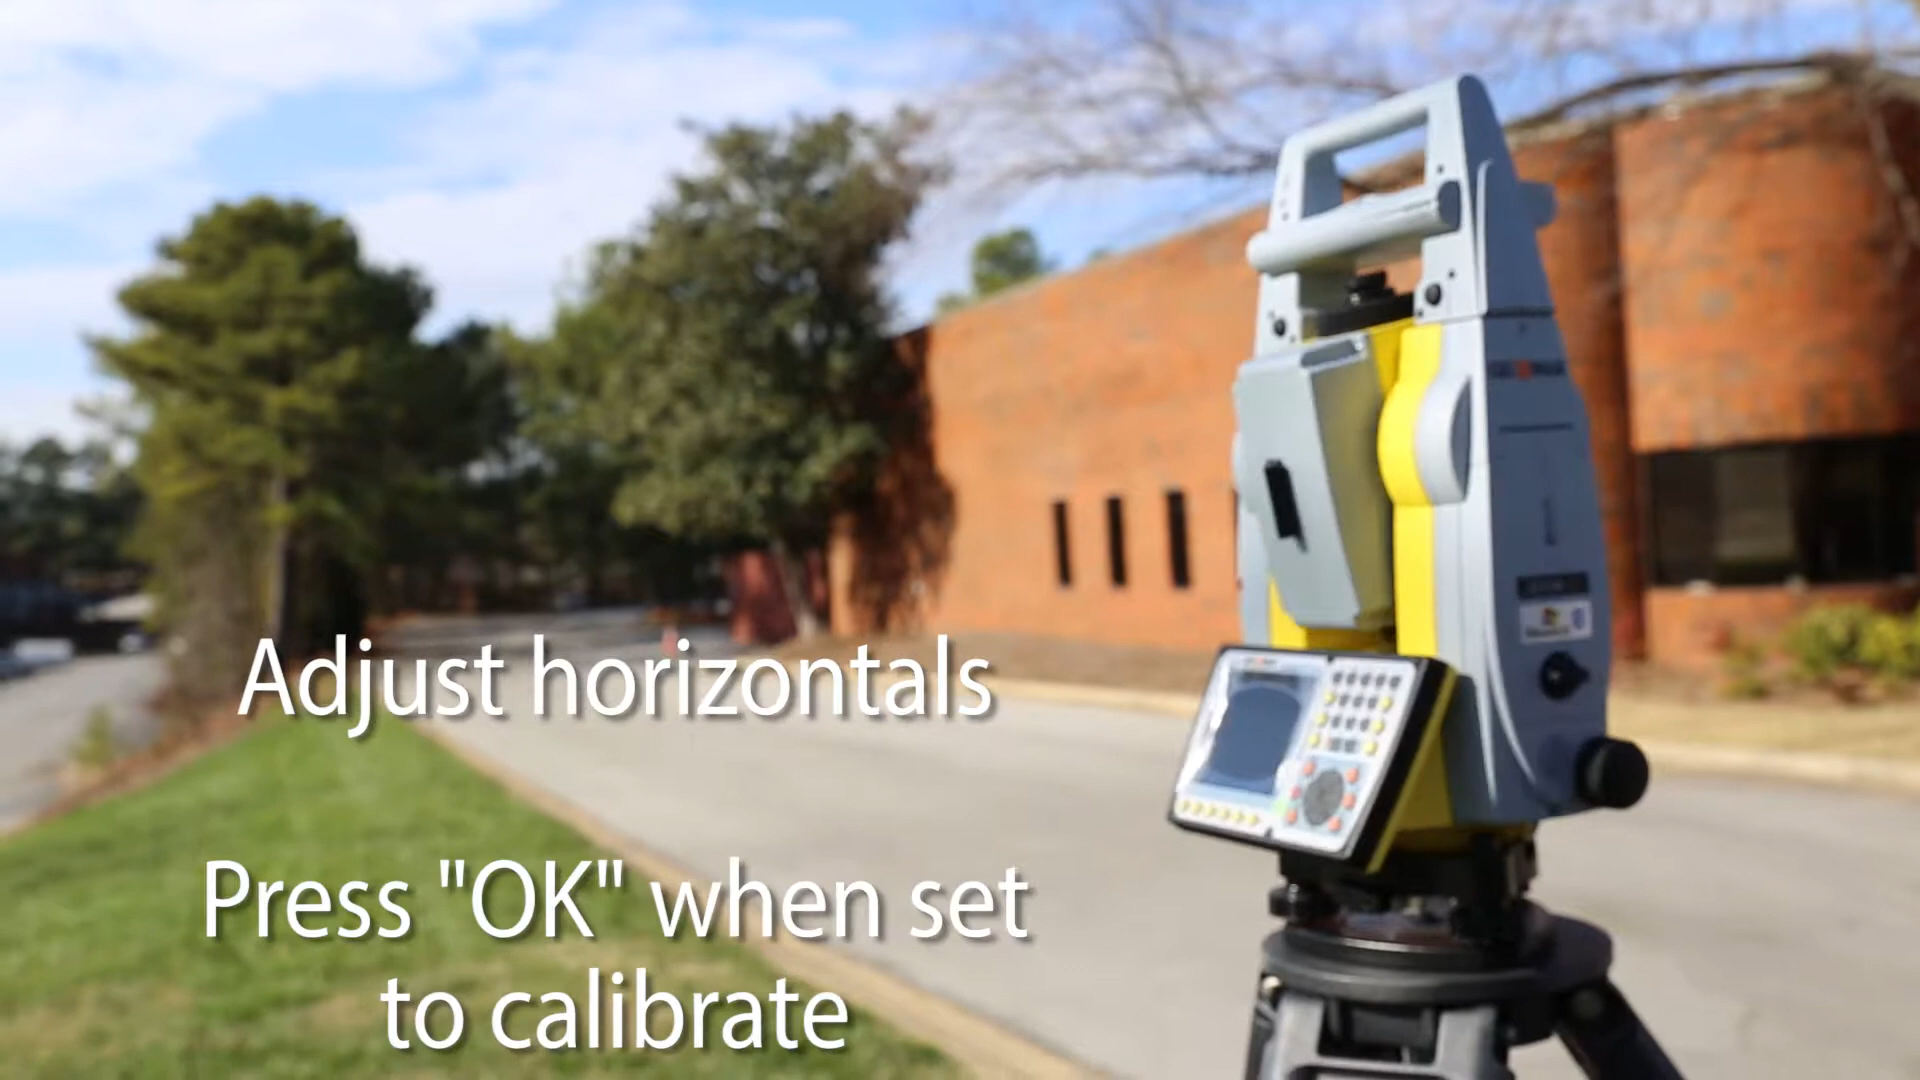 Adjust horizontals
Press "OK" when set
to calibrate